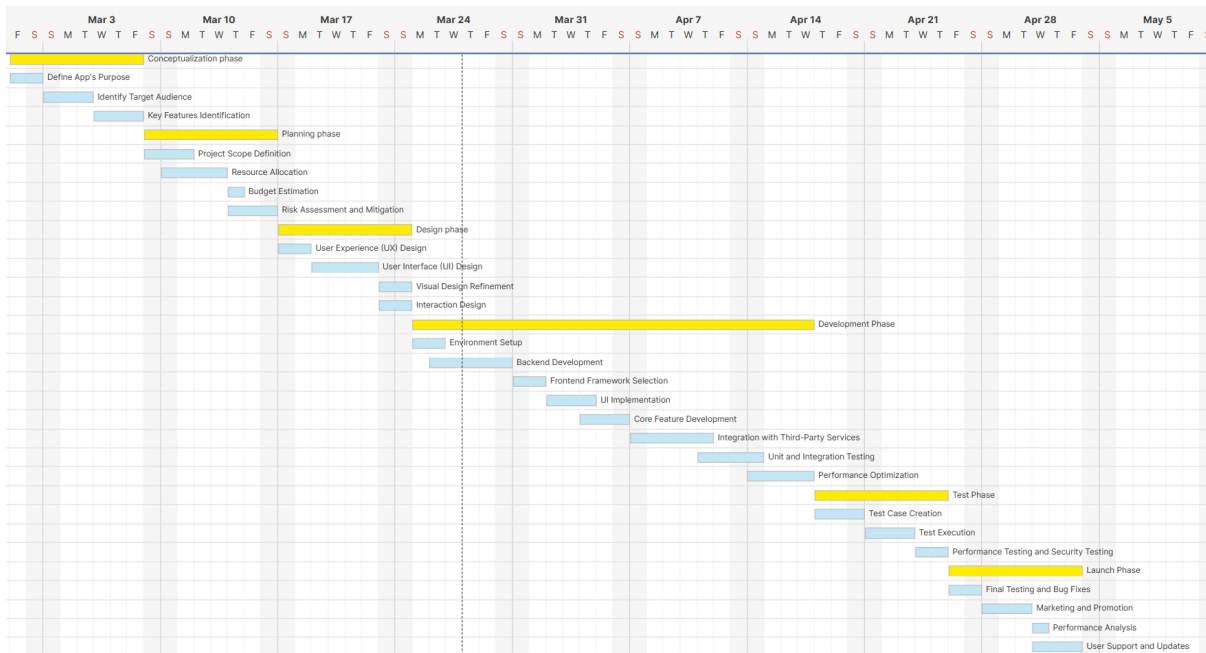 Mar 3 Mar 10 Mar 17 Mar 24 Mar 31 Apr 7 Apr 14 Apr 21 Apr 28 May 5
F S S M T W T F S S M T W T F S S M T W T F S S M T W T F S S M T W T F S S M T W T F S S M T W T F S S M T W T F S S M T W T F S S M T W T F
Conceptualization phase
Define App's Purpose
Identify Target Audience
Key Features Identification
Planning phase
Project Scope Definition
Resource Allocation
Budget Estimation
Risk Assessment and Mitigation
Design phase
User Experience (UX) Design
User Interface (UI) Design
Visual Design Refinement
Interaction Design
Development Phase
Environment Setup
Backend Development
Frontend Framework Selection
UI Implementation
Core Feature Development
Integration with Third-Party Services
Unit and Integration Testing
Performance Optimization
Test Phase
Test Case Creation
Test Execution
Performance Testing and Security Testing
Launch Phase
Final Testing and Bug Fixes
Marketing and Promotion
Performance Analysis
User Support and Updates